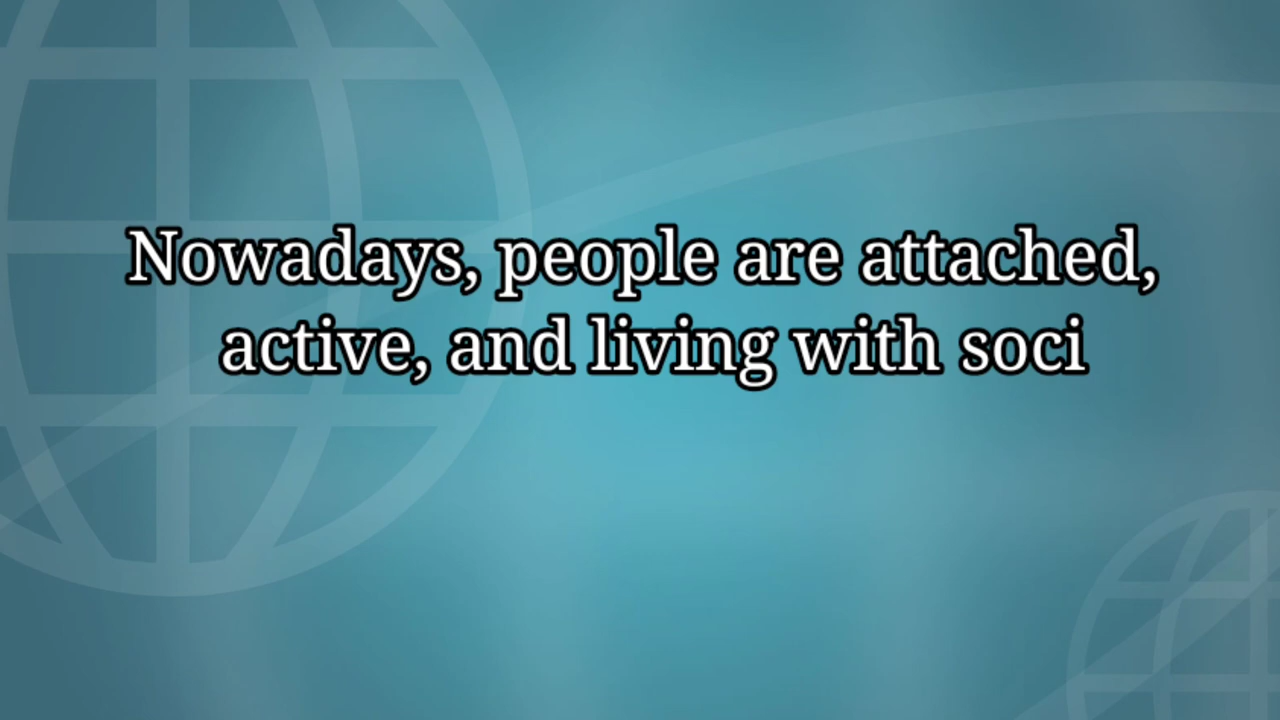 Nowadays, people are attached,
active, and living with soci